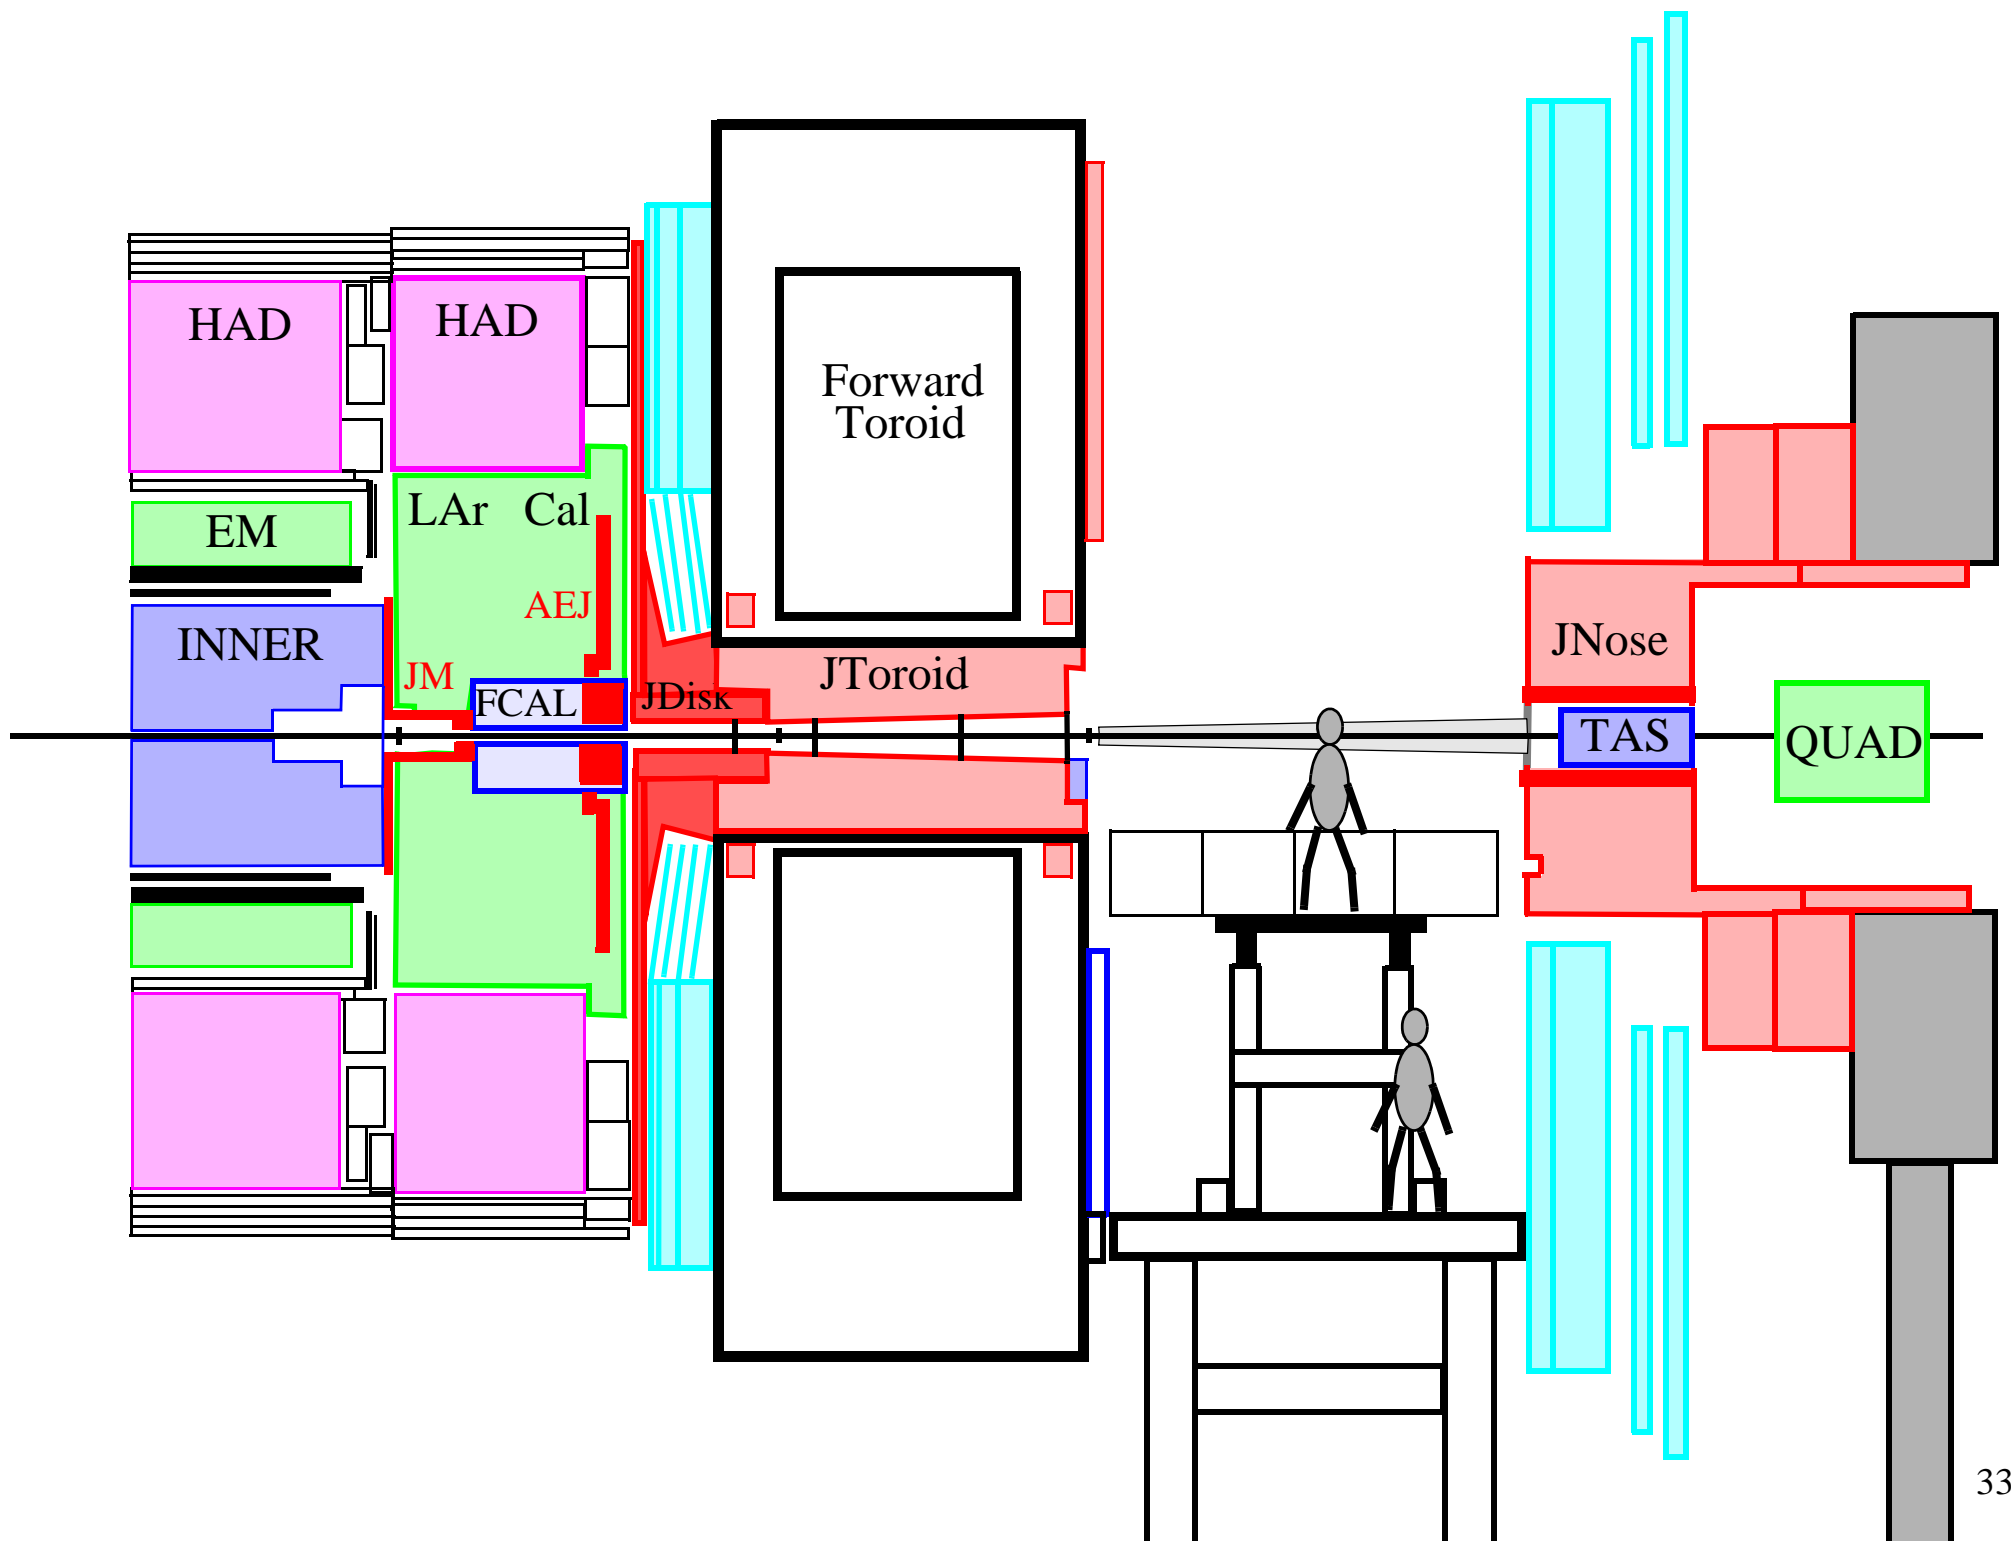 HAD
HAD
Forward
Toroid
LAr Cal
EM
AEJ
INNER
JM
FCAL
JDisk
JToroid
JNose
TAS
QUAD
33